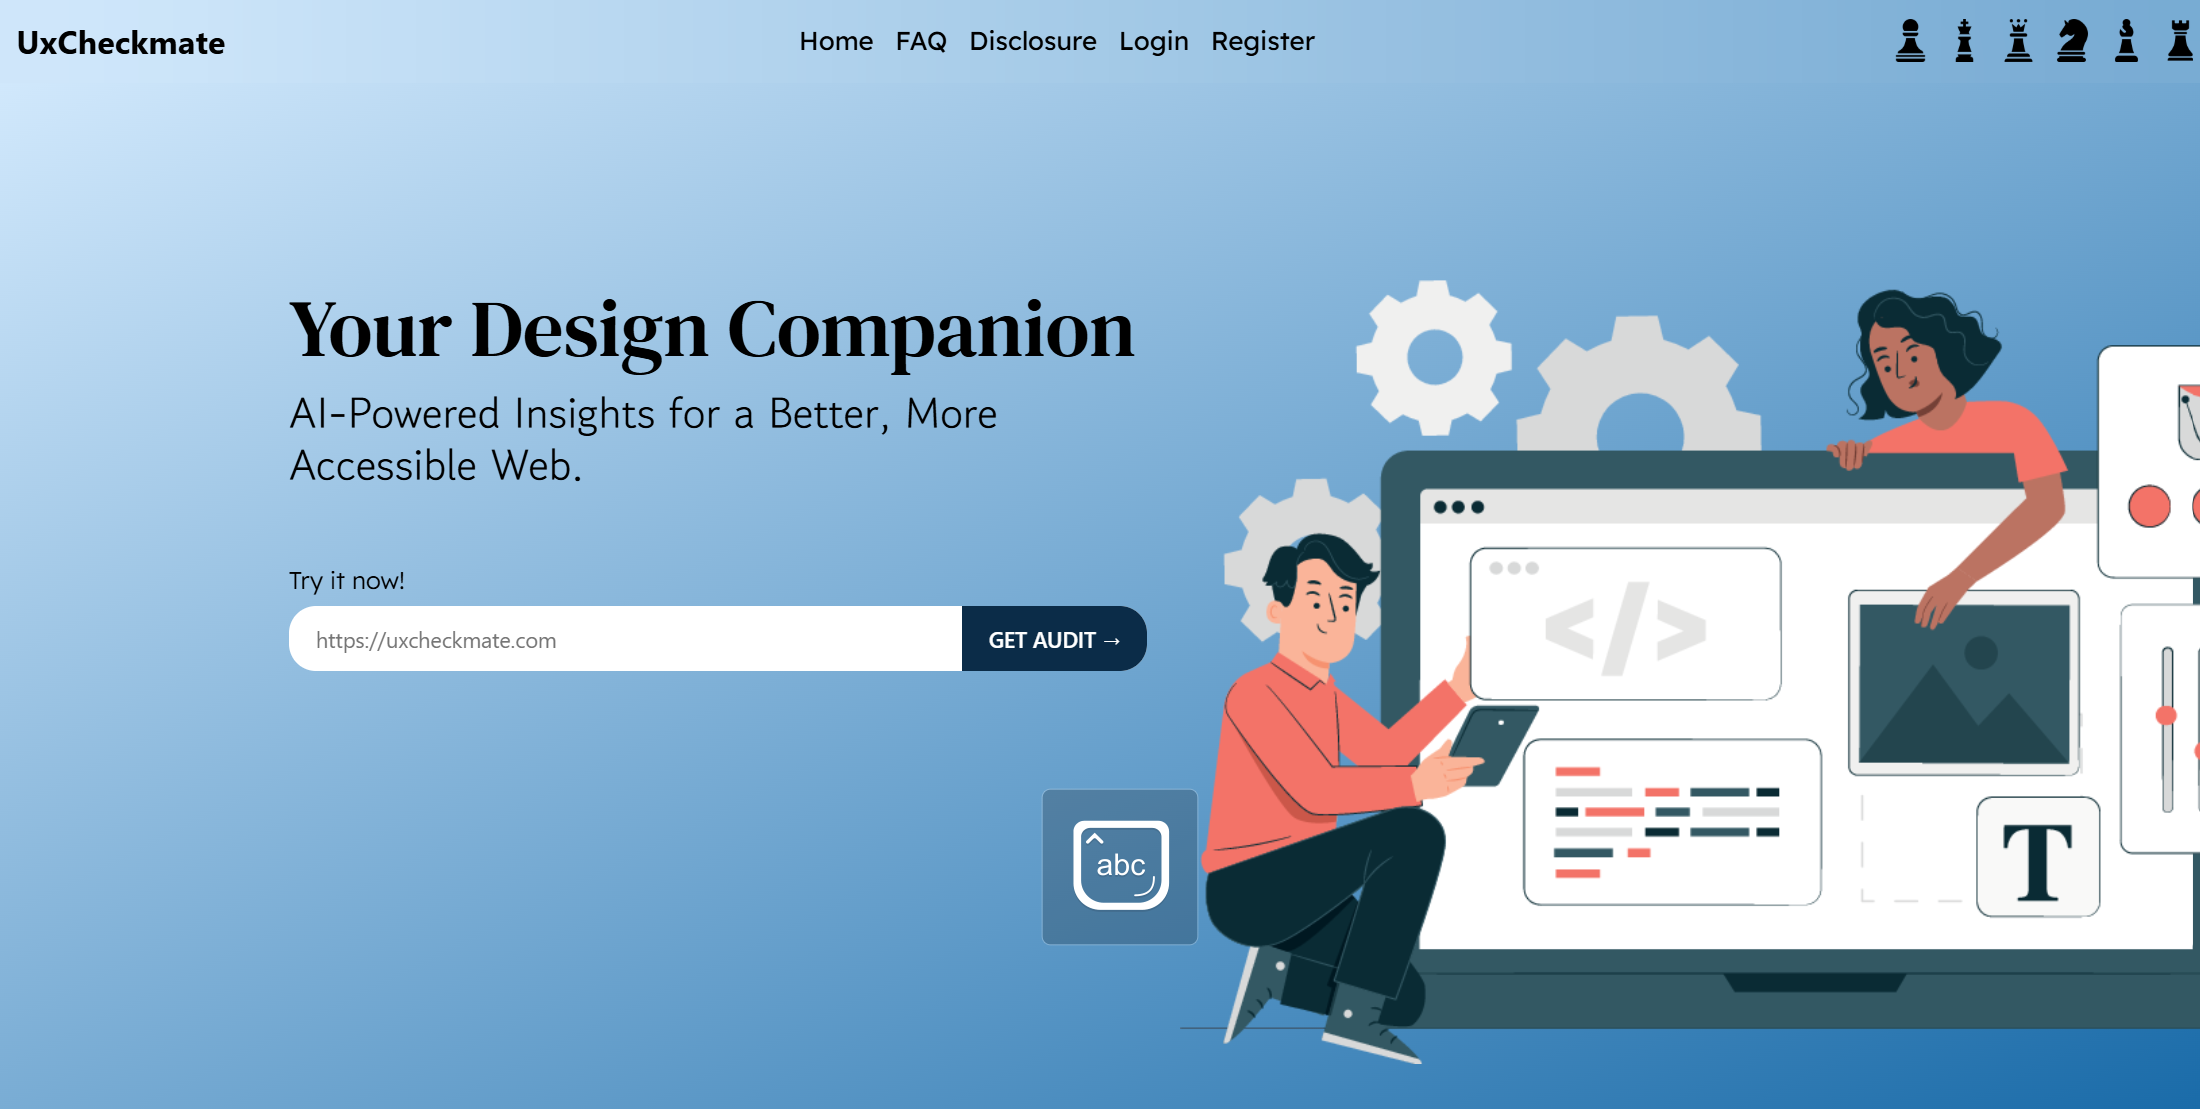 UxCheckmate
Home FAQ Disclosure Login Register
Your Design Companion
AI-Powered Insights for a Better, More
Accessible Web.
Try it now!
https://uxcheckmate.com GET AUDIT →
</>
abc
T